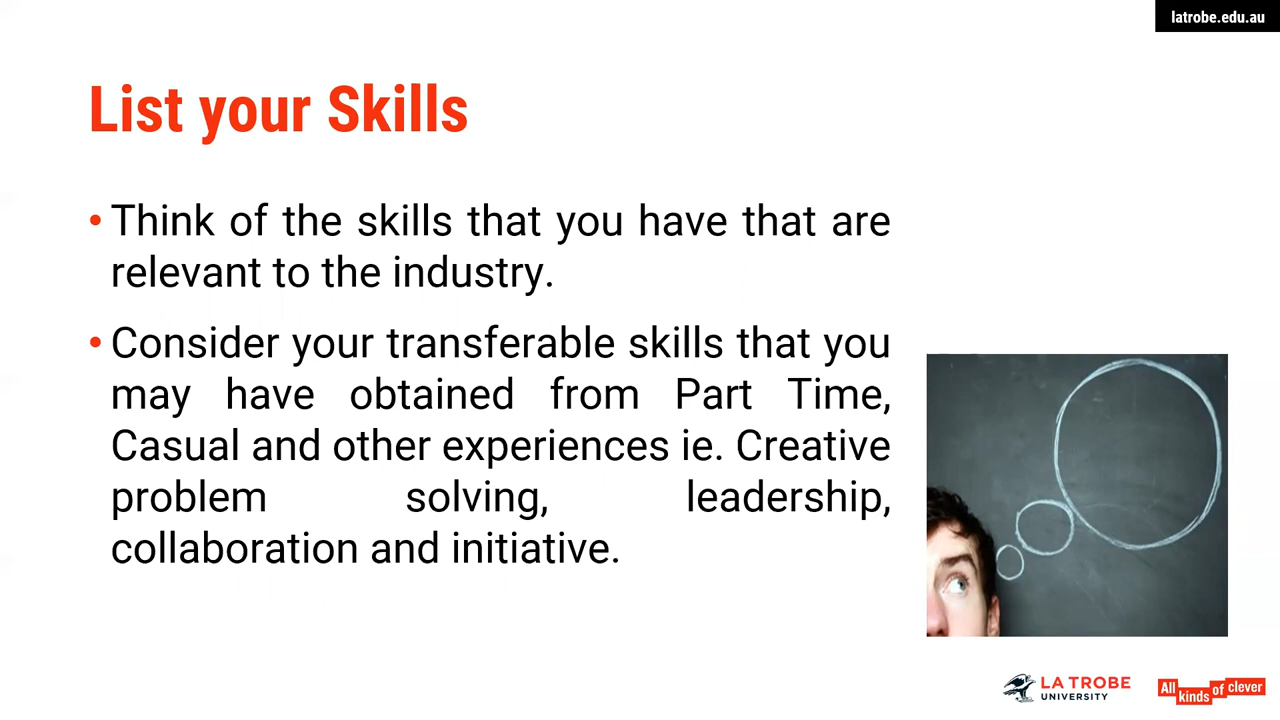 latrobe.edu.au
List your Skills
• Think of the skills that you have that are
relevant to the industry.
• Consider your transferable skills that you
may have obtained from Part Time,
Casual and other experiences ie. Creative
problem solving, leadership,
collaboration and initiative.
LA TROBE
UNIVERSITY
All kinds of clever